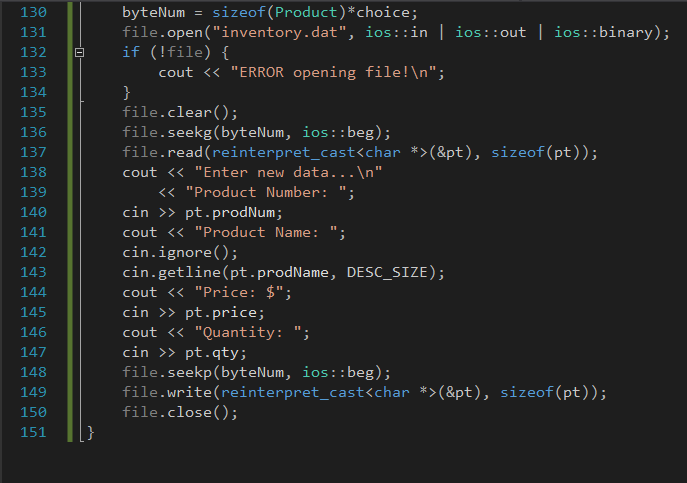 130 byteNum = sizeof(Product)*choice;
131 file.open("inventory.dat", ios::in | ios::out | ios::binary);
132 if (!file) {
133 cout << "ERROR opening file!\n";
134 }
135 file.clear();
136 file.seekg(byteNum, ios::beg);
137 file.read(reinterpret_cast<char *>(&pt), sizeof(pt));
138 cout << "Enter new data...\n"
139 << "Product Number: ";
140 cin >> pt.prodNum;
141 cout << "Product Name: ";
142 cin.ignore();
143 cin.getline(pt.prodName, DESC_SIZE);
144 cout << "Price: $";
145 cin >> pt.price;
146 cout << "Quantity: ";
147 cin >> pt.qty;
148 file.seekp(byteNum, ios::beg);
149 file.write(reinterpret_cast<char *>(&pt), sizeof(pt));
150 file.close();
151 }